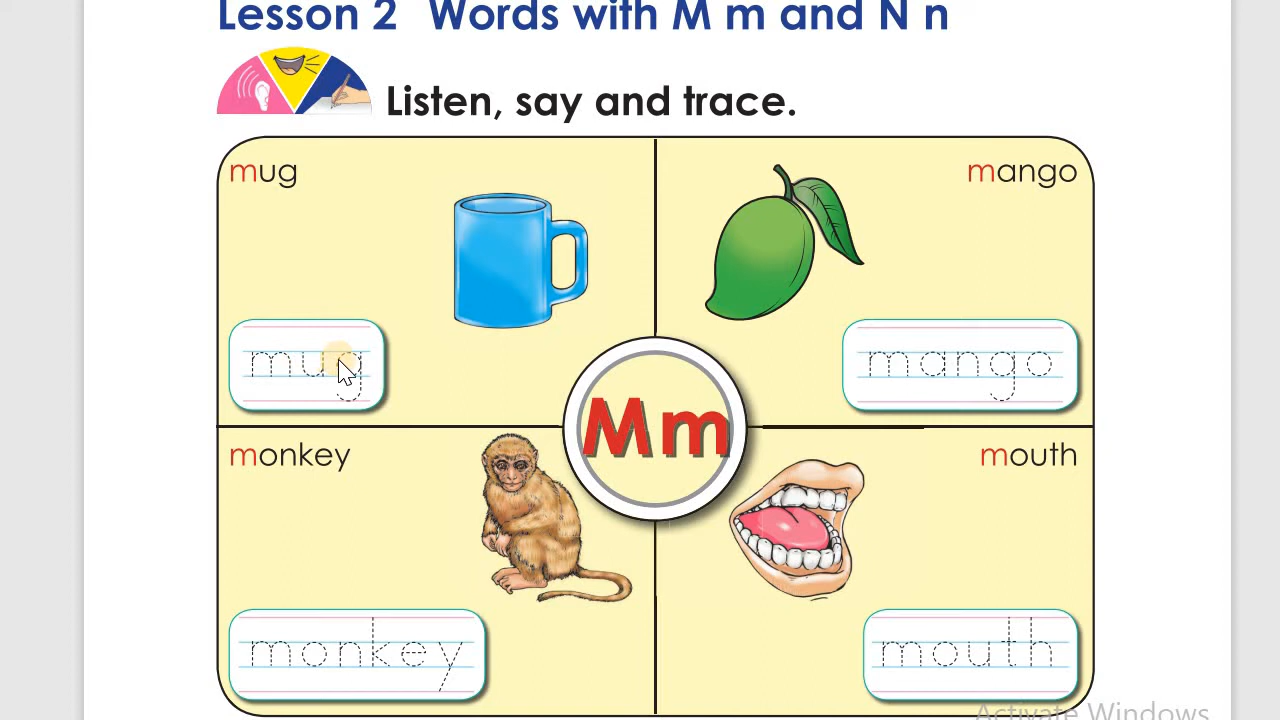 Lesson 2 Words with M m and N n
Listen, say and trace.
mug
mango
mug
mango
Mm
monkey
mouth
monkey
mouth
Activate Windows